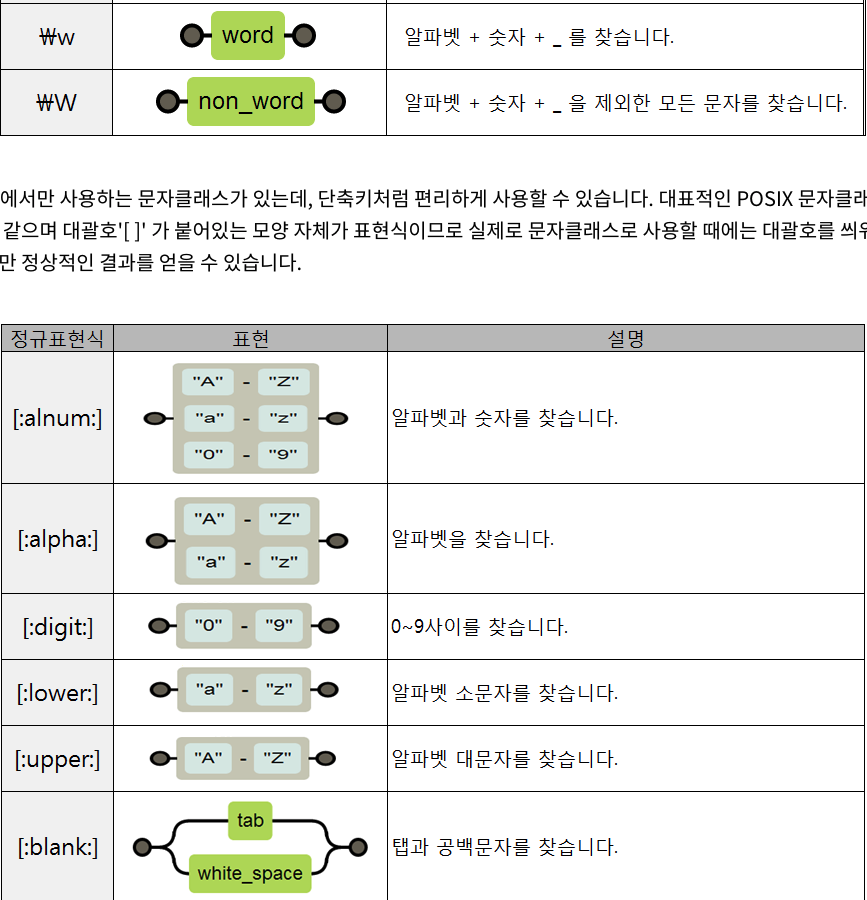 ₩w word 알파벳 + 숫자 + _ 를 찾습니다.
₩W non_word 알파벳 + 숫자 + _ 을 제외한 모든 문자를 찾습니다.
에서만 사용하는 문자클래스가 있는데, 단축키처럼 편리하게 사용할 수 있습니다. 대표적인 POSIX 문자클래
같으며 대괄호'[ ]' 가 붙어있는 모양 자체가 표현식이므로 실제로 문자클래스로 사용할 때에는 대괄호를 씌워
만 정상적인 결과를 얻을 수 있습니다.
정규표현식 표현 설명
"A" - "Z"
[:alnum:] "a" - "z" 알파벳과 숫자를 찾습니다.
"0" - "9"
"A" - "Z"
[:alpha:] 알파벳을 찾습니다.
"a" - "z"
[:digit:] "0" - "9" 0~9사이를 찾습니다.
[:lower:] "a" - "z" 알파벳 소문자를 찾습니다.
[:upper:] "A" - "Z" 알파벳 대문자를 찾습니다.
tab
[:blank:] 탭과 공백문자를 찾습니다.
white_space